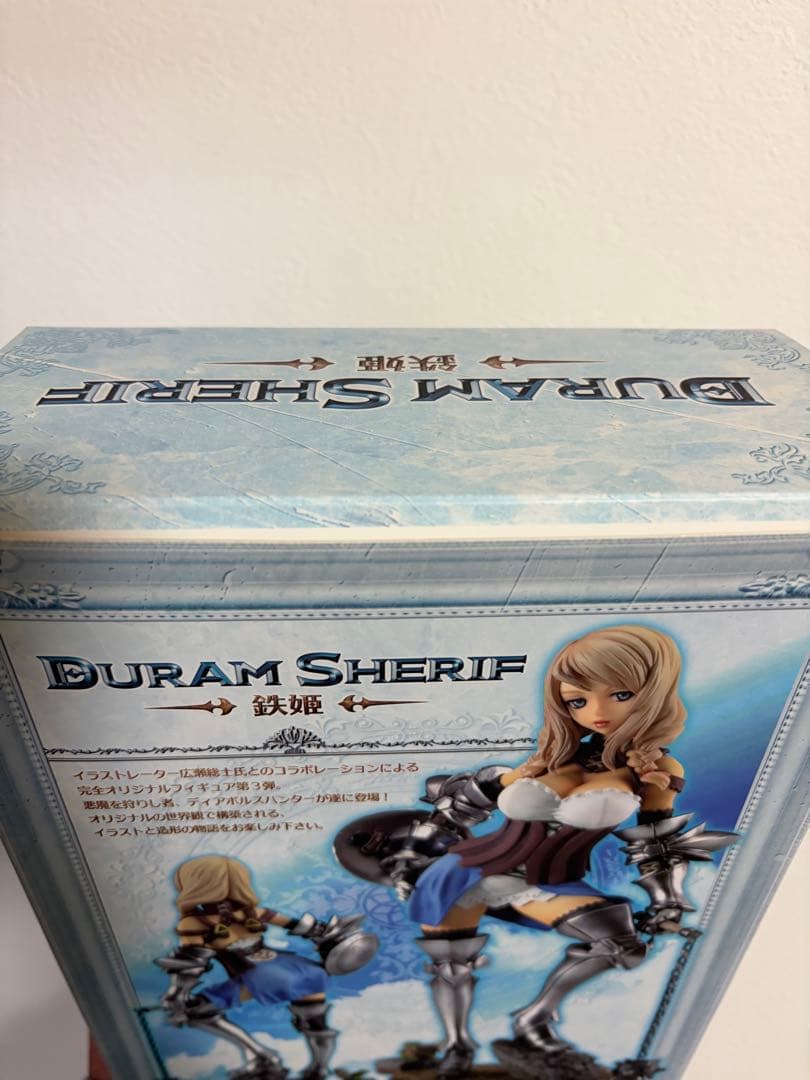 鉄姫
DURAM SHERIF
DURAM SHERIF
鉄姫
イラストレーター広瀬総士氏とのコラボレーションによる
完全オリジナルフィギュア第3弾。
悪魔を狩りし者、ディアボルスハンターが遂に登場！
オリジナルの世界観で構築される、
イラストと造形の物語をお楽しみ下さい。